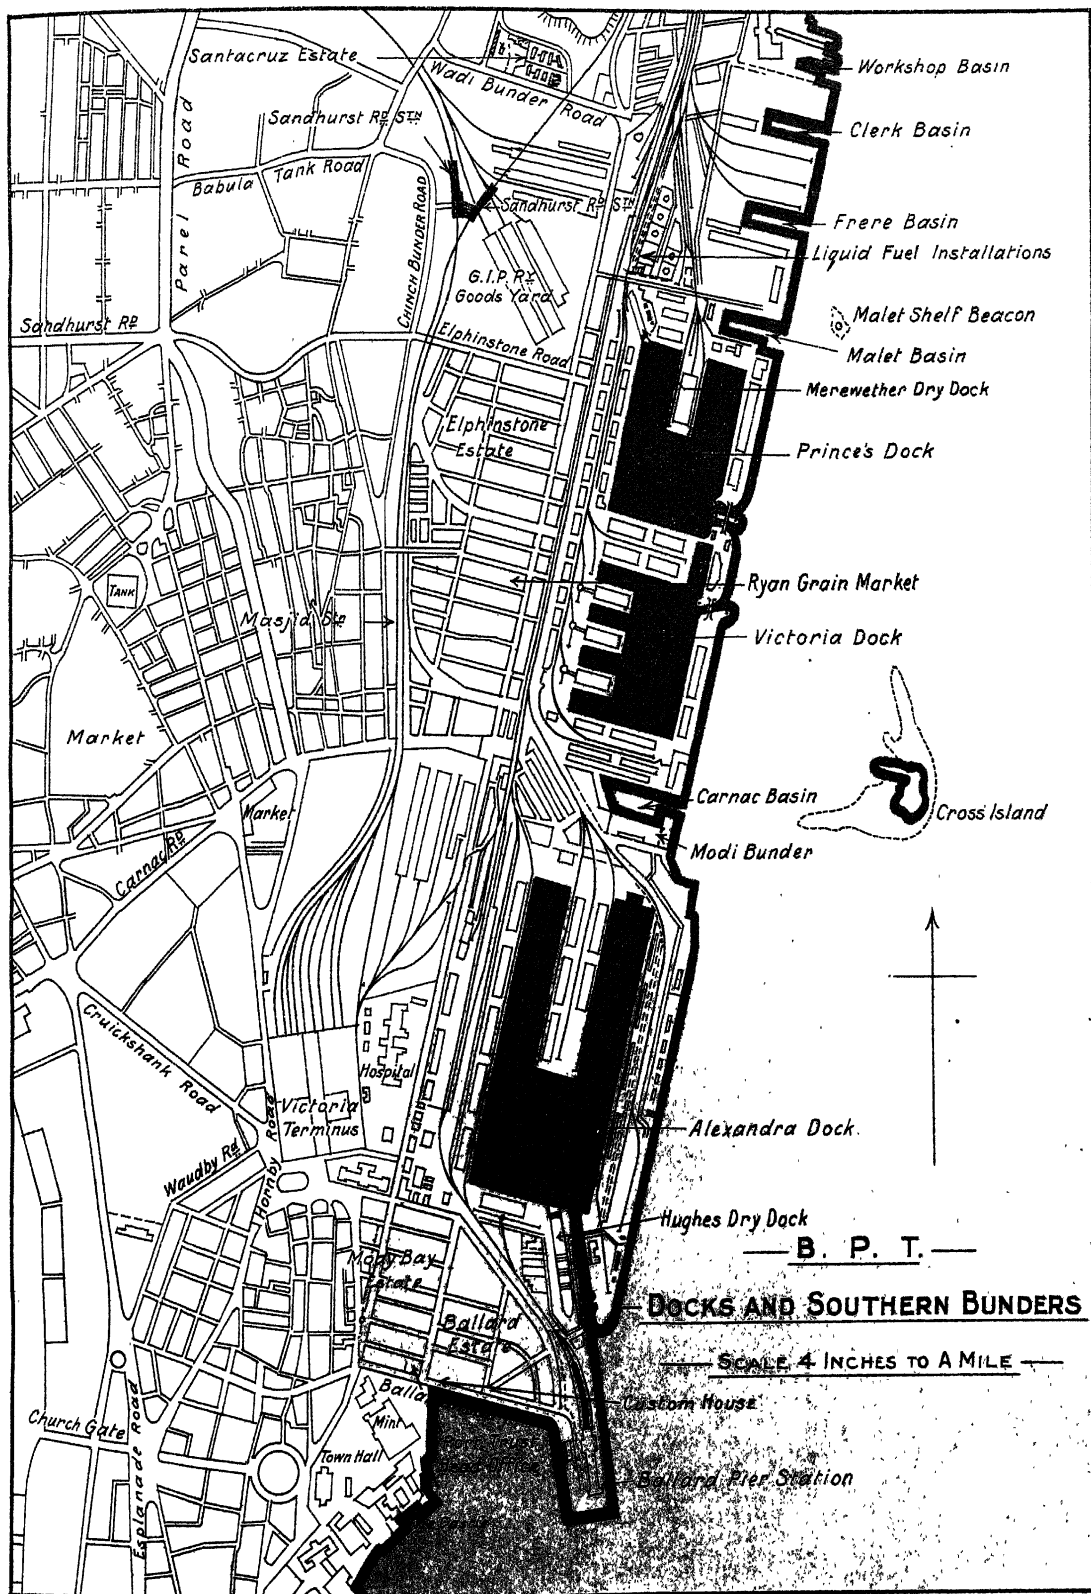 Santacruz Estate
Wadi Bunder Road
Workshop Basin
Sandhurst Rd Stn
Clerk Basin
Parel Road
Babula Tank Road
Chinch Bunder Road
Sandhurst Rd Stn
Frere Basin
Liquid Fuel Installations
G.I.P. Ry
Goods Yard
Sandhurst Rd
Elphinstone Road
Malet Shelf Beacon
Malet Basin
Merewether Dry Dock
Elphinstone
Estate
Prince's Dock
Tank
Ryan Grain Market
Masjid Stn
Victoria Dock
Market
Market
Carnac Basin
Cross Island
Modi Bunder
Carnac Rd
Cruickshank Road
Hospital
Victoria
Terminus
Alexandra Dock.
Waudby Rd
Hornby Road
Hughes Dry Dock
B. P. T.
Mody Bay
Estate
DOCKS AND SOUTHERN BUNDERS
Ballard
Estate
SCALE 4 INCHES TO A MILE
Custom House
Church Gate
Esplanade Road
Mint
Town Hall
Ballard Pier Station